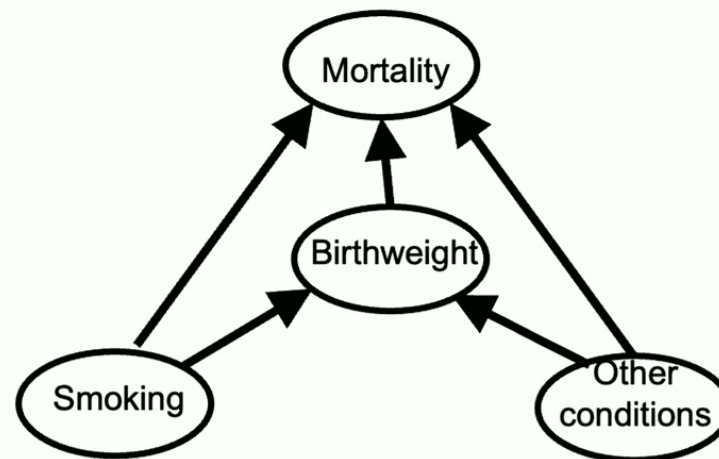 Mortality
Birthweight
Smoking
Other
conditions